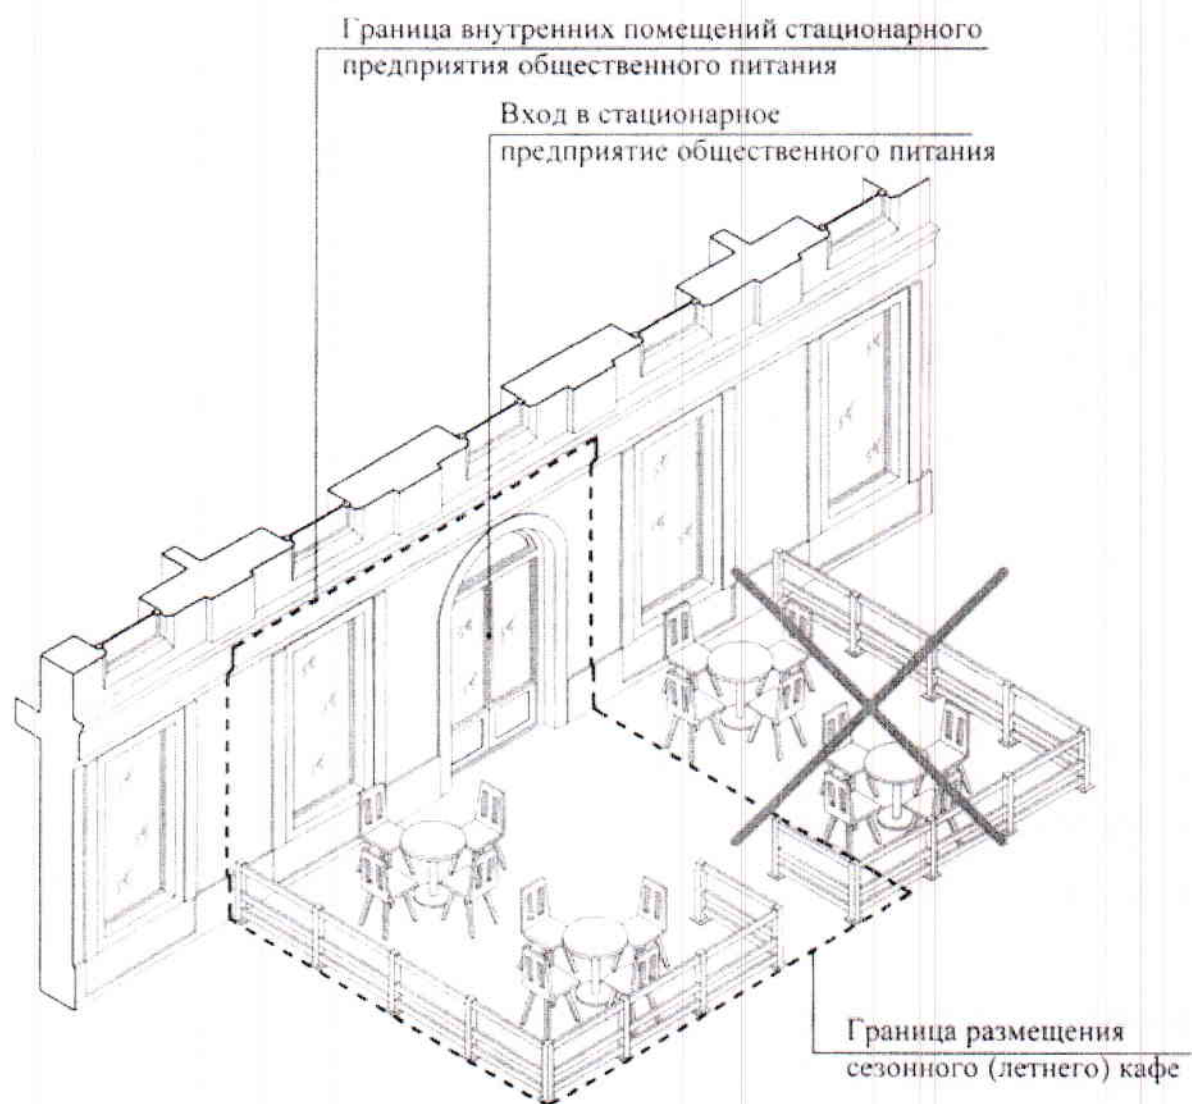 Граница внутренних помещений стационарного
предприятия общественного питания
Вход в стационарное
предприятие общественного питания
Граница размещения
сезонного (летнего) кафе